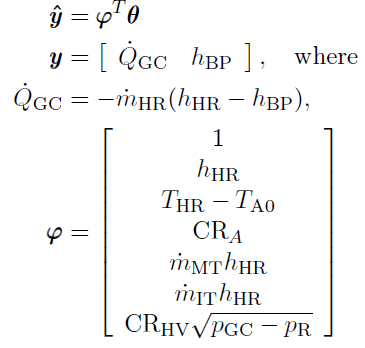 ŷ = φᵀθ
y = [ Q̇_GC h_BP ], where
Q̇_GC = −ṁ_HR(h_HR − h_BP),
φ = [
1
h_HR
T_HR − T_A0
CR_A
ṁ_MT h_HR
ṁ_IT h_HR
CR_HV √(p_GC − p_R)
]